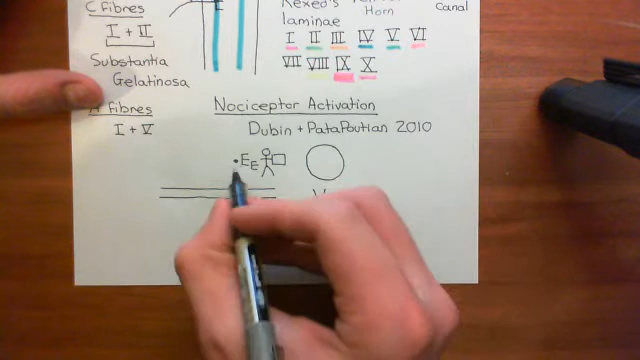 C fibres
I + II
Substantia
Gelatinosa
A fibres
I + V
Rexed's
laminae
Horn
Canal
I II III IV V VI
VII VIII IX X
Nociceptor Activation
Dubin + Patapoutian 2010
E E